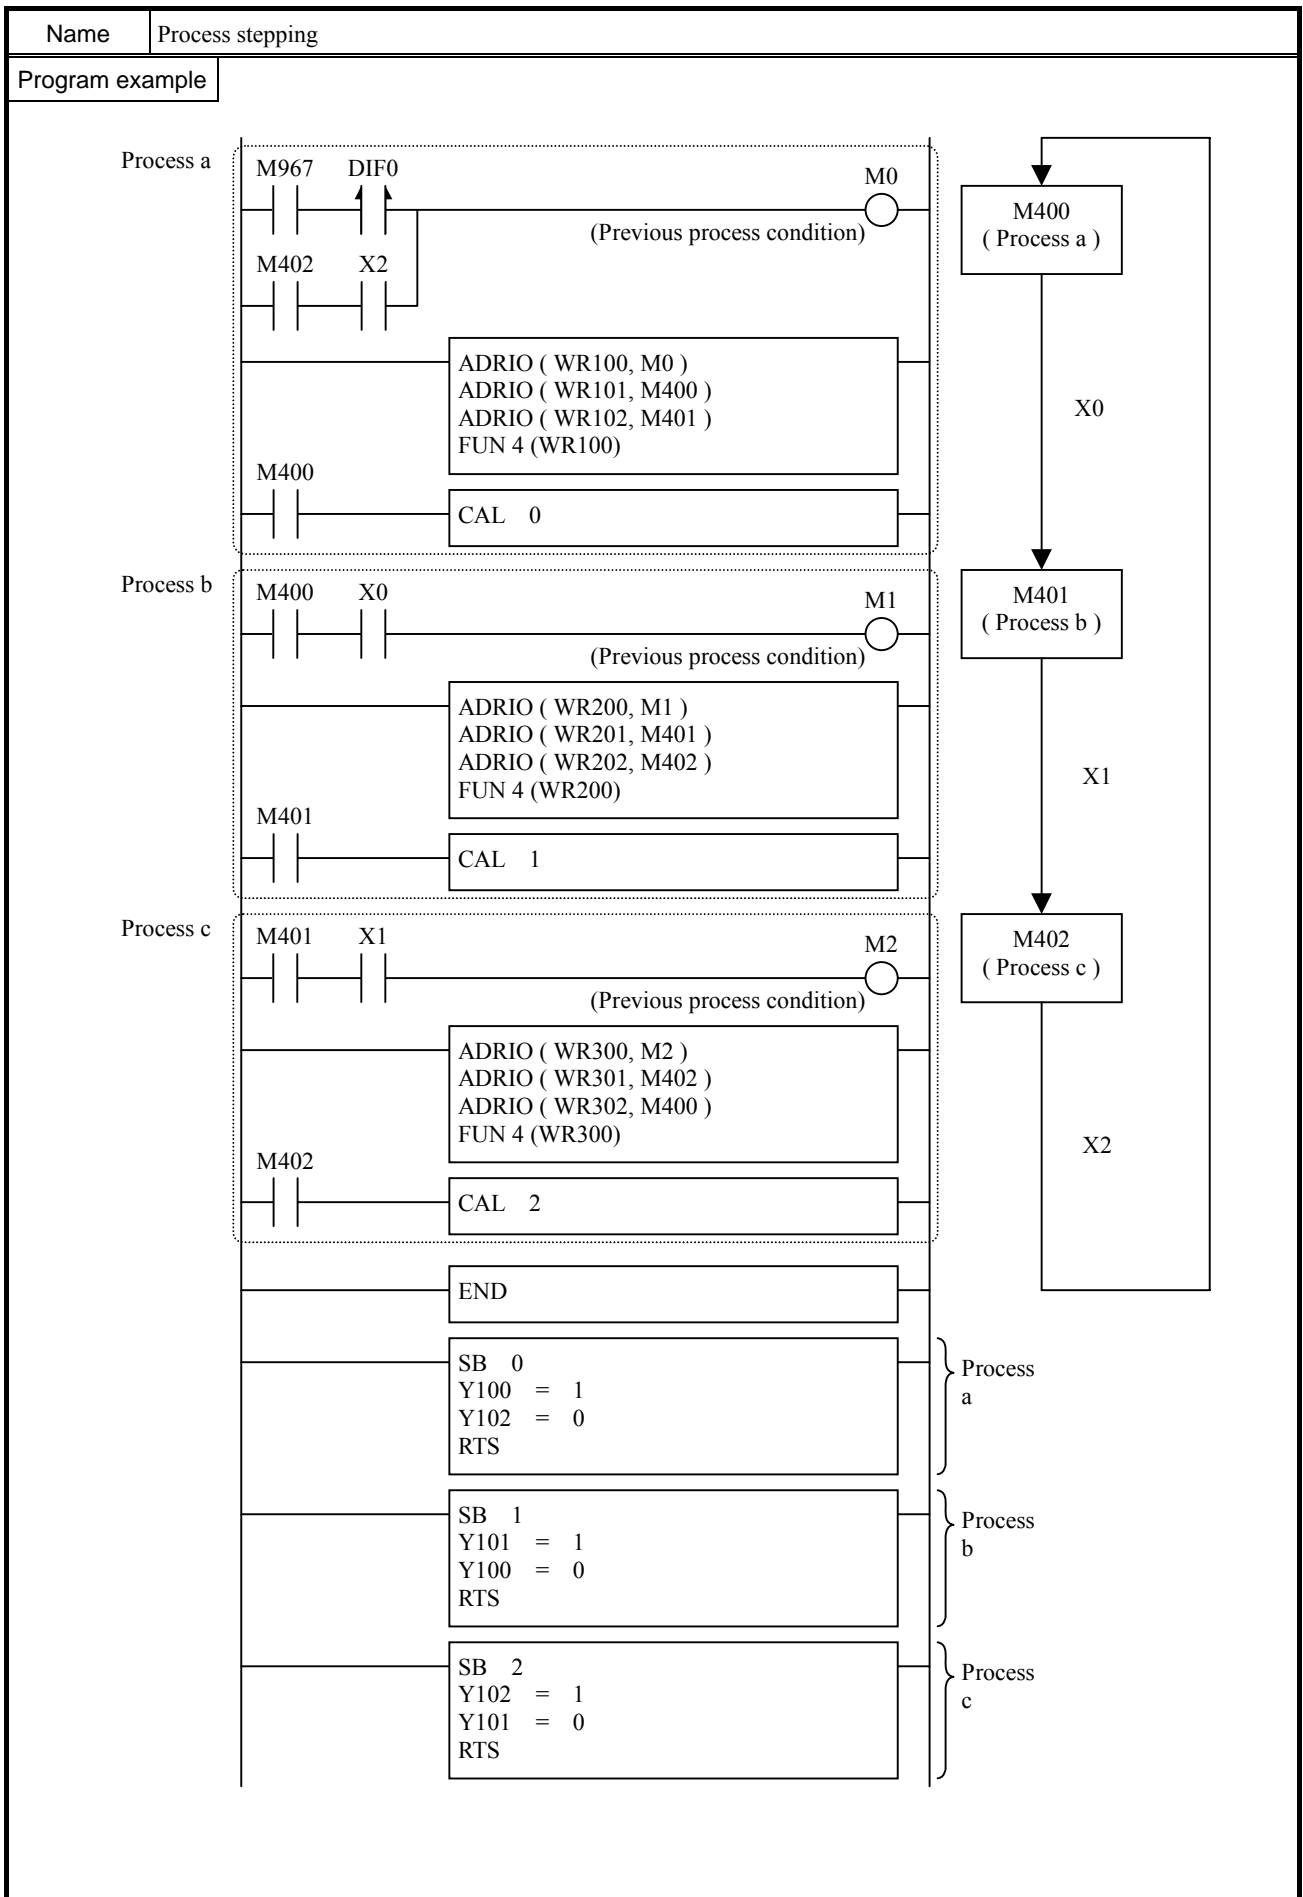 Name Process stepping
Program example
Process a
M967 DIF0 M0
(Previous process condition)
M402 X2
ADRIO ( WR100, M0 )
ADRIO ( WR101, M400 )
ADRIO ( WR102, M401 )
FUN 4 (WR100)
M400
CAL 0
Process b
M400 X0 M1
(Previous process condition)
ADRIO ( WR200, M1 )
ADRIO ( WR201, M401 )
ADRIO ( WR202, M402 )
FUN 4 (WR200)
M401
CAL 1
Process c
M401 X1 M2
(Previous process condition)
ADRIO ( WR300, M2 )
ADRIO ( WR301, M402 )
ADRIO ( WR302, M400 )
FUN 4 (WR300)
M402
CAL 2
END
SB 0
Y100 = 1
Y102 = 0
RTS
Process
a
SB 1
Y101 = 1
Y100 = 0
RTS
Process
b
SB 2
Y102 = 1
Y101 = 0
RTS
Process
c
M400
( Process a )
X0
M401
( Process b )
X1
M402
( Process c )
X2